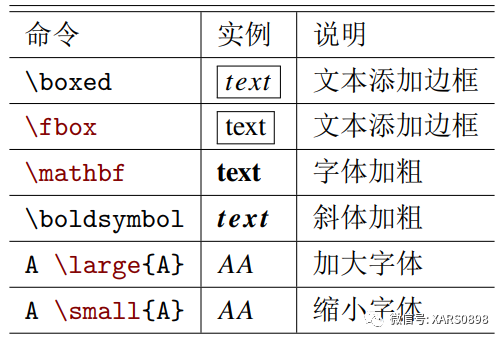 命令 实例 说明
\boxed text 文本添加边框
\fbox text 文本添加边框
\mathbf text 字体加粗
\boldsymbol text 斜体加粗
A \large{A} AA 加大字体
A \small{A} AA 缩小字体
微信号: XARS0898